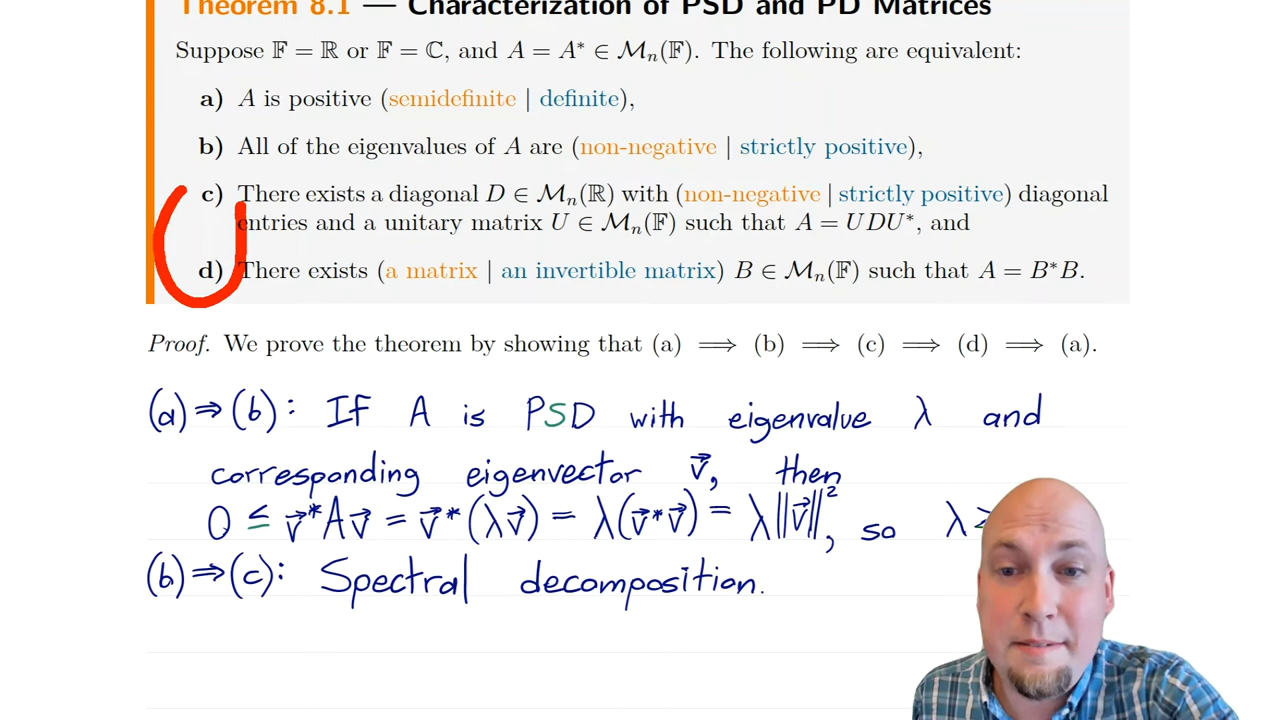 Theorem 8.1 — Characterization of PSD and PD Matrices
Suppose 𝔽 = ℝ or 𝔽 = ℂ, and A = A* ∈ ℳₙ(𝔽). The following are equivalent:
a) A is positive (semidefinite | definite),
b) All of the eigenvalues of A are (non-negative | strictly positive),
c) There exists a diagonal D ∈ ℳₙ(ℝ) with (non-negative | strictly positive) diagonal
entries and a unitary matrix U ∈ ℳₙ(𝔽) such that A = UDU*, and
d) There exists (a matrix | an invertible matrix) B ∈ ℳₙ(𝔽) such that A = B*B.
Proof. We prove the theorem by showing that (a) ⟹ (b) ⟹ (c) ⟹ (d) ⟹ (a).
(a)⇒(b): If A is PSD with eigenvalue λ and
corresponding eigenvector v⃗, then
0 ≤ v⃗*Av⃗ = v⃗*(λv⃗) = λ(v⃗*v⃗) = λ‖v⃗‖², so λ ≥
(b)⇒(c): Spectral decomposition.